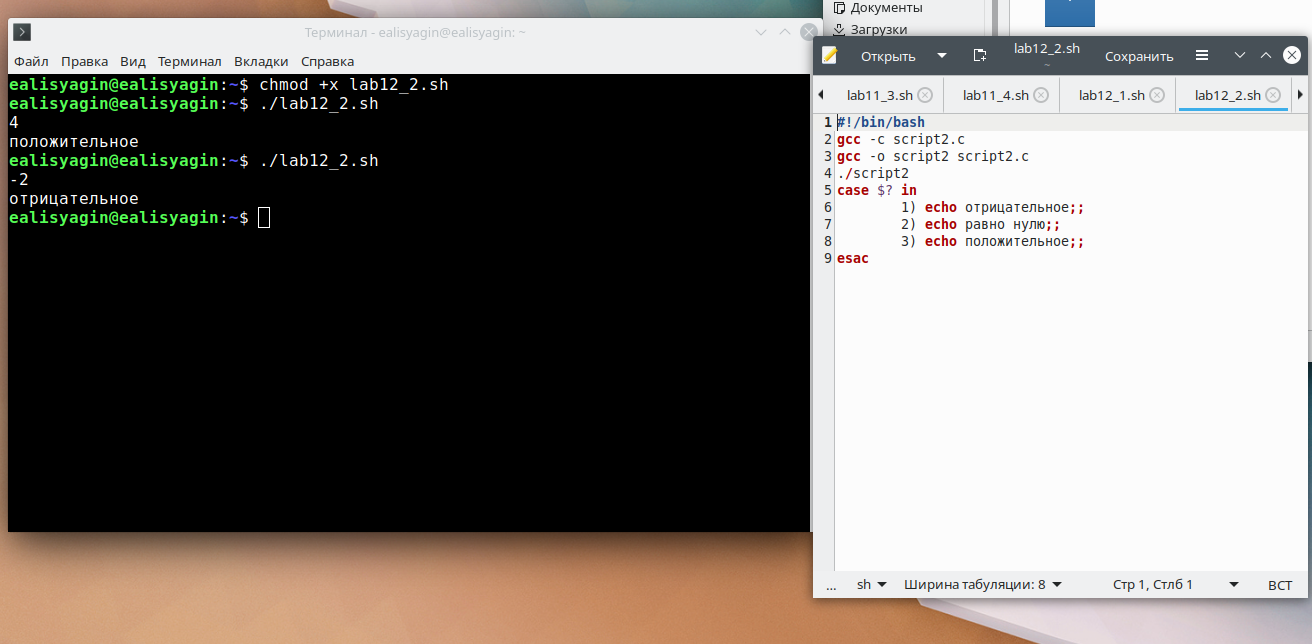 Терминал - ealisyagin@ealisyagin: ~
Файл Правка Вид Терминал Вкладки Справка
ealisyagin@ealisyagin:~$ chmod +x lab12_2.sh
ealisyagin@ealisyagin:~$ ./lab12_2.sh
4
положительное
ealisyagin@ealisyagin:~$ ./lab12_2.sh
-2
отрицательное
ealisyagin@ealisyagin:~$
Документы
Загрузки
Открыть lab12_2.sh Сохранить
~
lab11_3.sh lab11_4.sh lab12_1.sh lab12_2.sh
1 #!/bin/bash
2 gcc -c script2.c
3 gcc -o script2 script2.c
4 ./script2
5 case $? in
6 1) echo отрицательное;;
7 2) echo равно нулю;;
8 3) echo положительное;;
9 esac
... sh Ширина табуляции: 8 Стр 1, Стлб 1 ВСТ